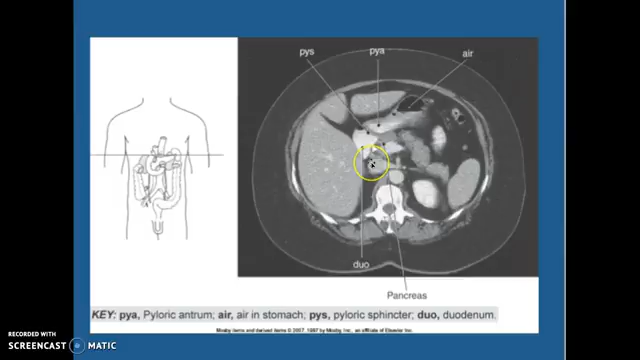 pys
pya
air
duo
Pancreas
KEY: pya, Pyloric antrum; air, air in stomach; pys, pyloric sphincter; duo, duodenum.
Mosby items and derived items © 2007, 1997 by Mosby, Inc., an affiliate of Elsevier Inc.
RECORDED WITH
SCREENCAST MATIC